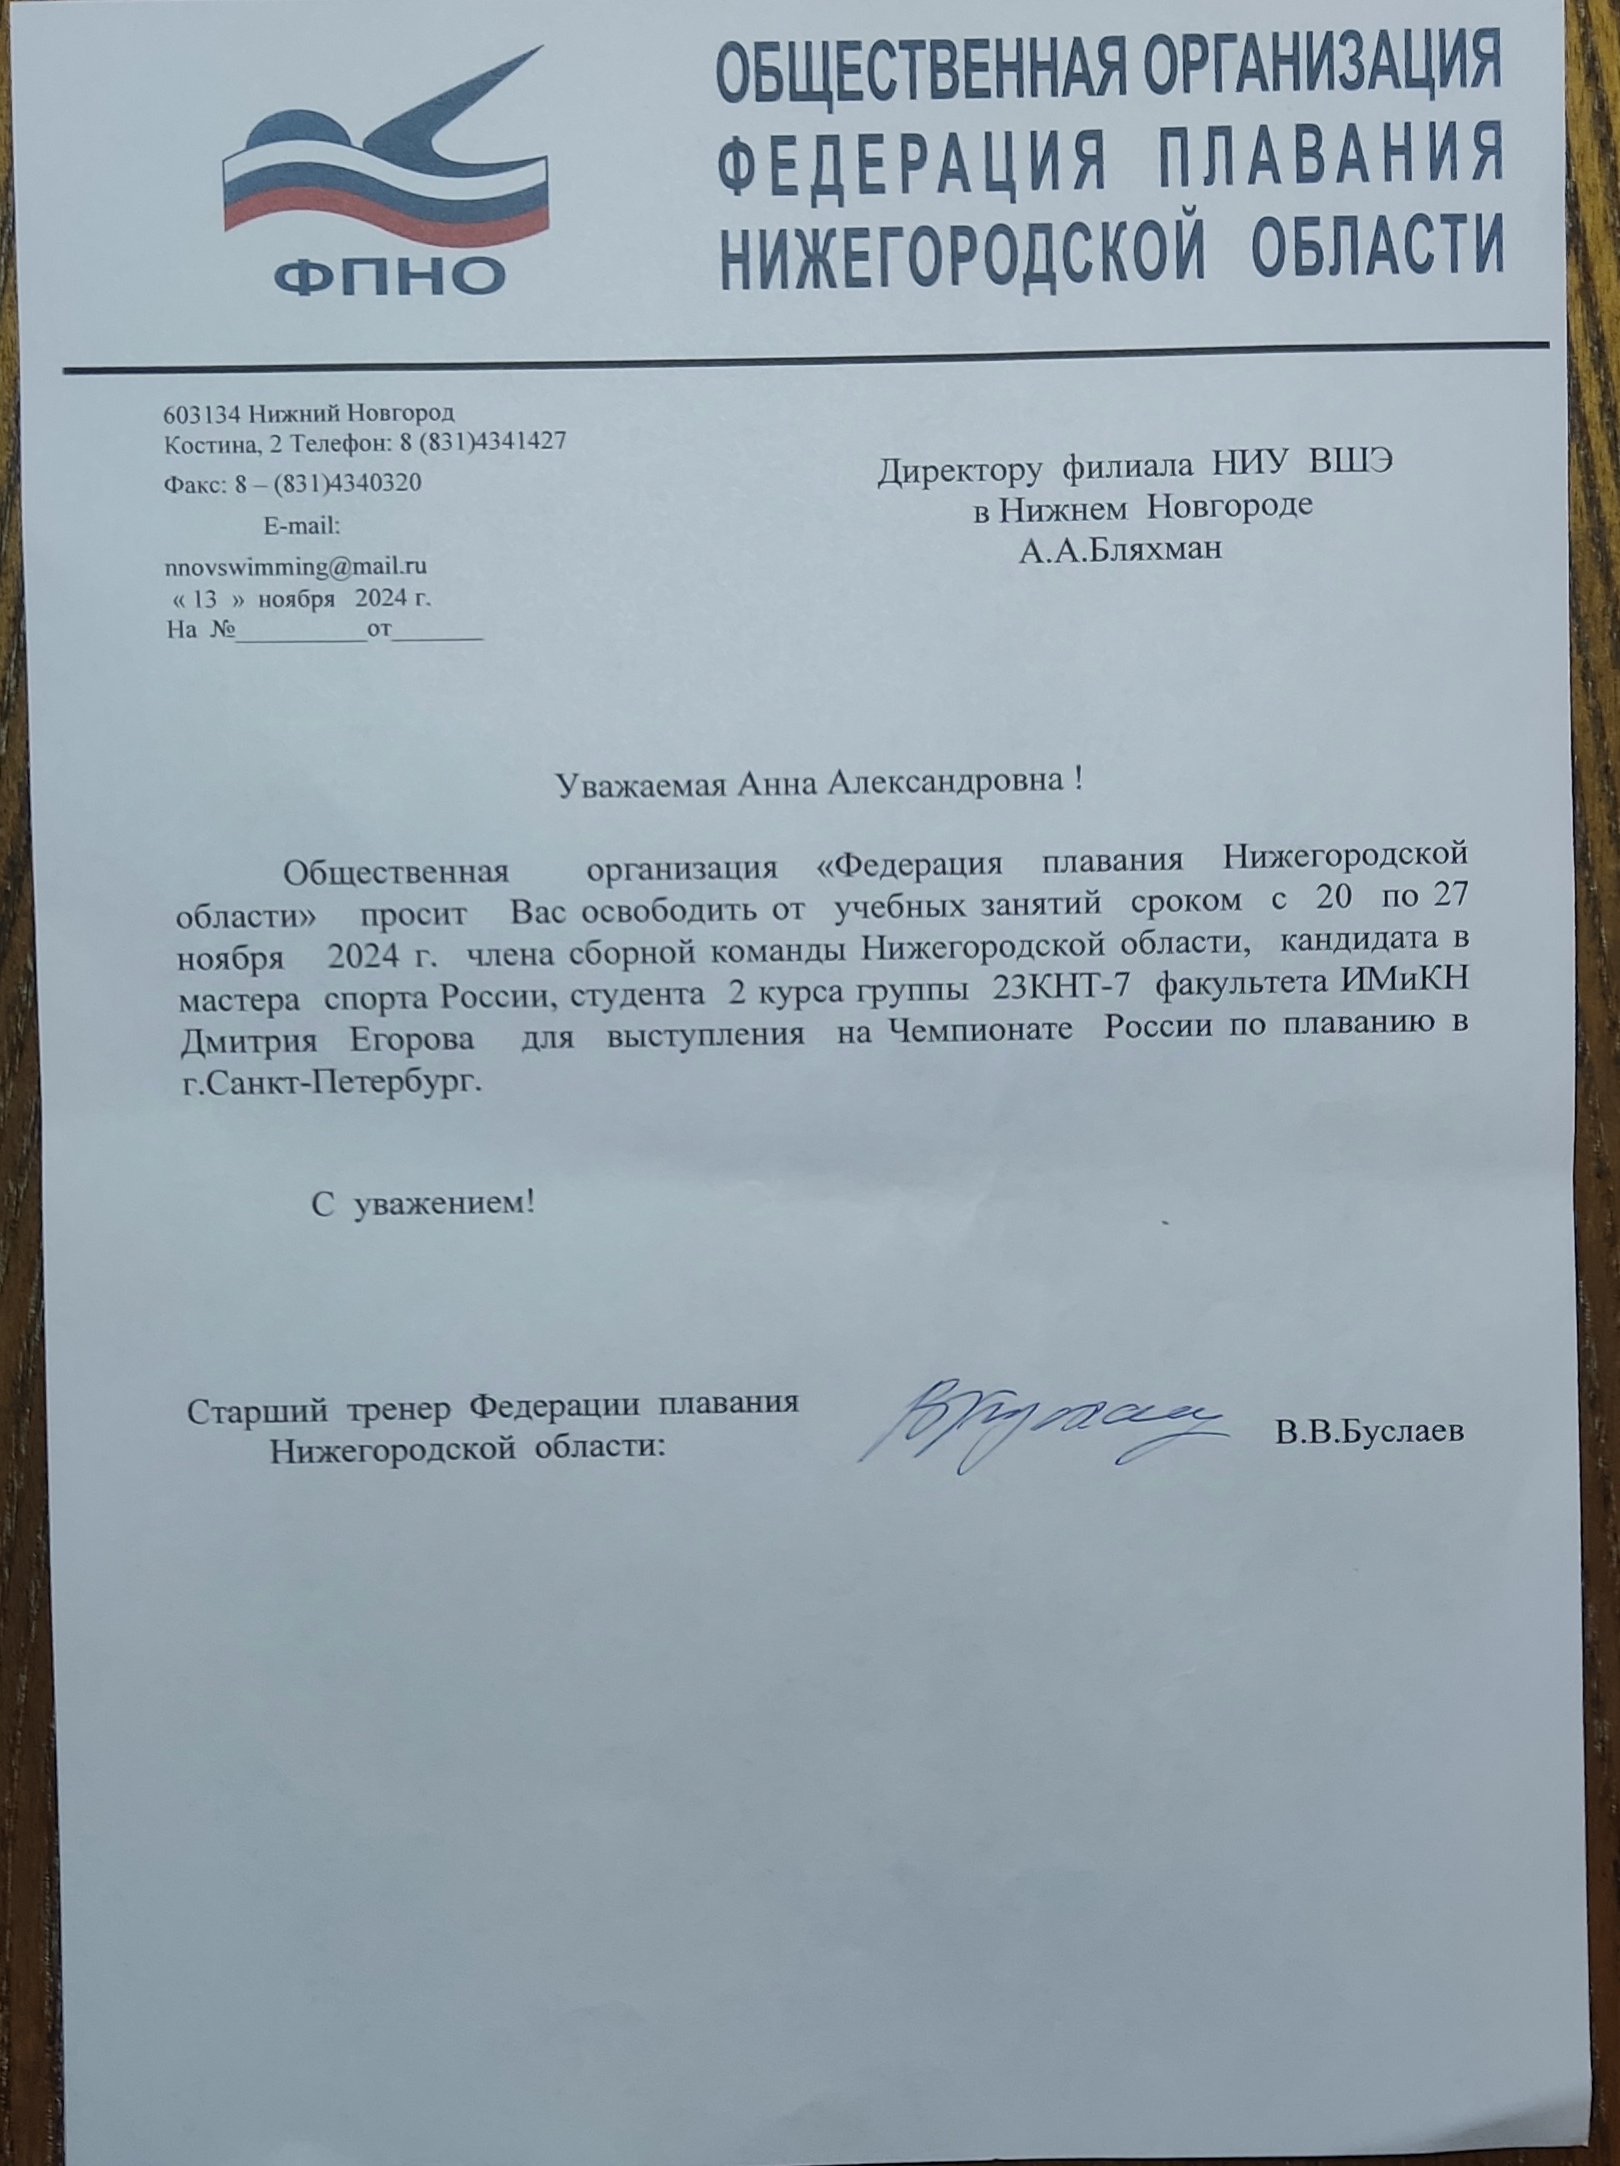 ФПНО
ОБЩЕСТВЕННАЯ ОРГАНИЗАЦИЯ
ФЕДЕРАЦИЯ ПЛАВАНИЯ
НИЖЕГОРОДСКОЙ ОБЛАСТИ
603134 Нижний Новгород
Костина, 2 Телефон: 8 (831)4341427
Факс: 8 – (831)4340320
E-mail:
nnovswimming@mail.ru
« 13 » ноября 2024 г.
На №__________от_______
Директору филиала НИУ ВШЭ
в Нижнем Новгороде
А.А.Бляхман
Уважаемая Анна Александровна !
Общественная организация «Федерация плавания Нижегородской
области» просит Вас освободить от учебных занятий сроком с 20 по 27
ноября 2024 г. члена сборной команды Нижегородской области, кандидата в
мастера спорта России, студента 2 курса группы 23КНТ-7 факультета ИМиКН
Дмитрия Егорова для выступления на Чемпионате России по плаванию в
г.Санкт-Петербург.
С уважением!
Старший тренер Федерации плавания
Нижегородской области:
В.В.Буслаев